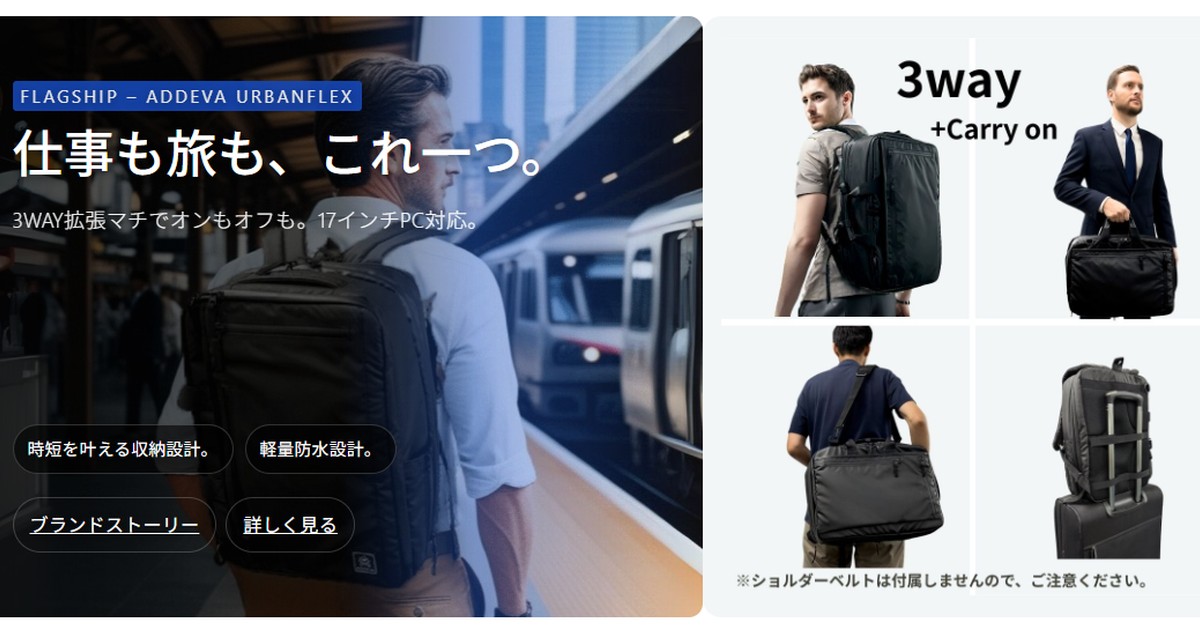 FLAGSHIP – ADDEVA URBANFLEX
仕事も旅も、これ一つ。
3WAY拡張マチでオンもオフも。17インチPC対応。
時短を叶える収納設計。
軽量防水設計。
ブランドストーリー
詳しく見る
3way
+Carry on
※ショルダーベルトは付属しませんので、ご注意ください。